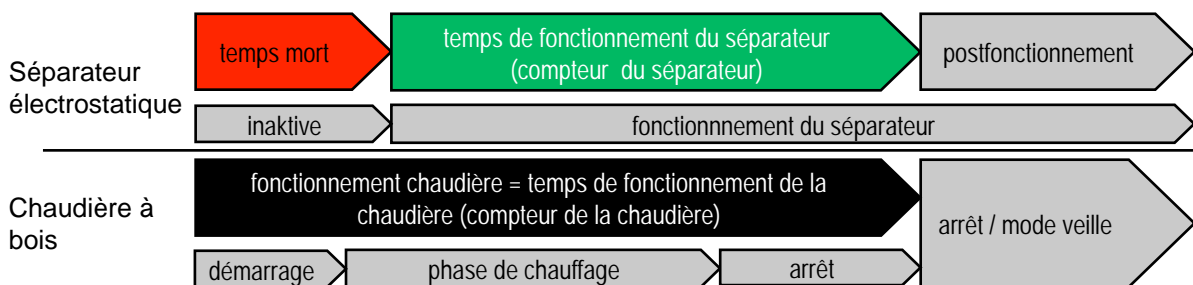 Séparateur
électrostatique
temps mort
temps de fonctionnement du séparateur
(compteur du séparateur)
postfonctionnement
inaktive
fonctionnnement du séparateur
Chaudière à
bois
fonctionnement chaudière = temps de fonctionnement de la
chaudière (compteur de la chaudière)
arrêt / mode veille
démarrage
phase de chauffage
arrêt